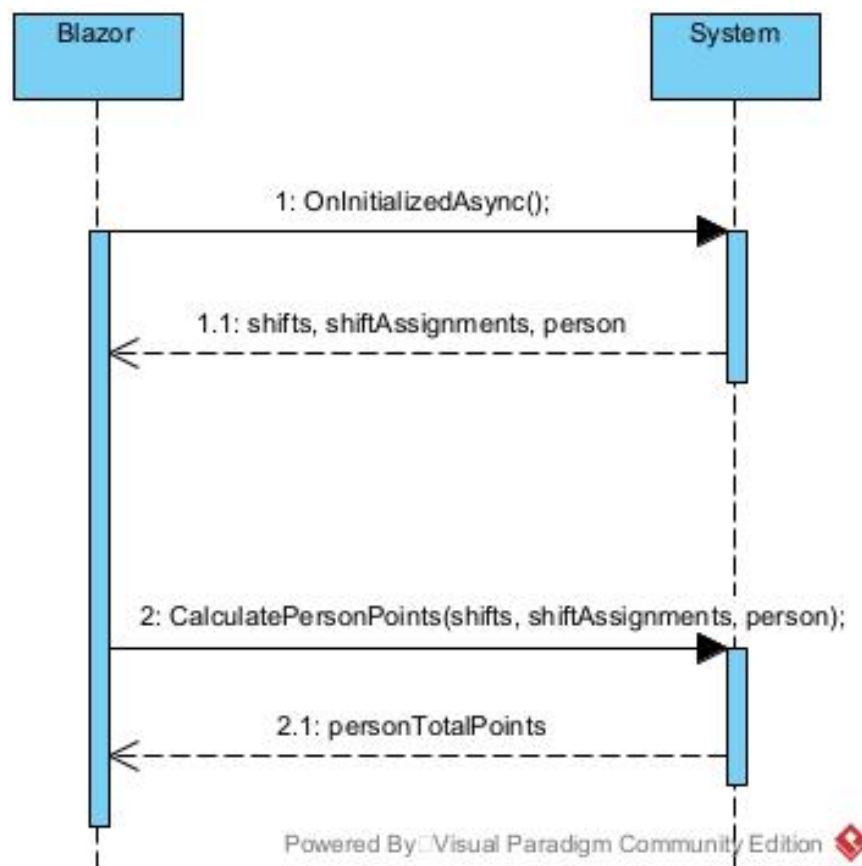 Blazor
System
1: OnInitializedAsync();
1.1: shifts, shiftAssignments, person
2: CalculatePersonPoints(shifts, shiftAssignments, person);
2.1: personTotalPoints
Powered By□Visual Paradigm Community Edition